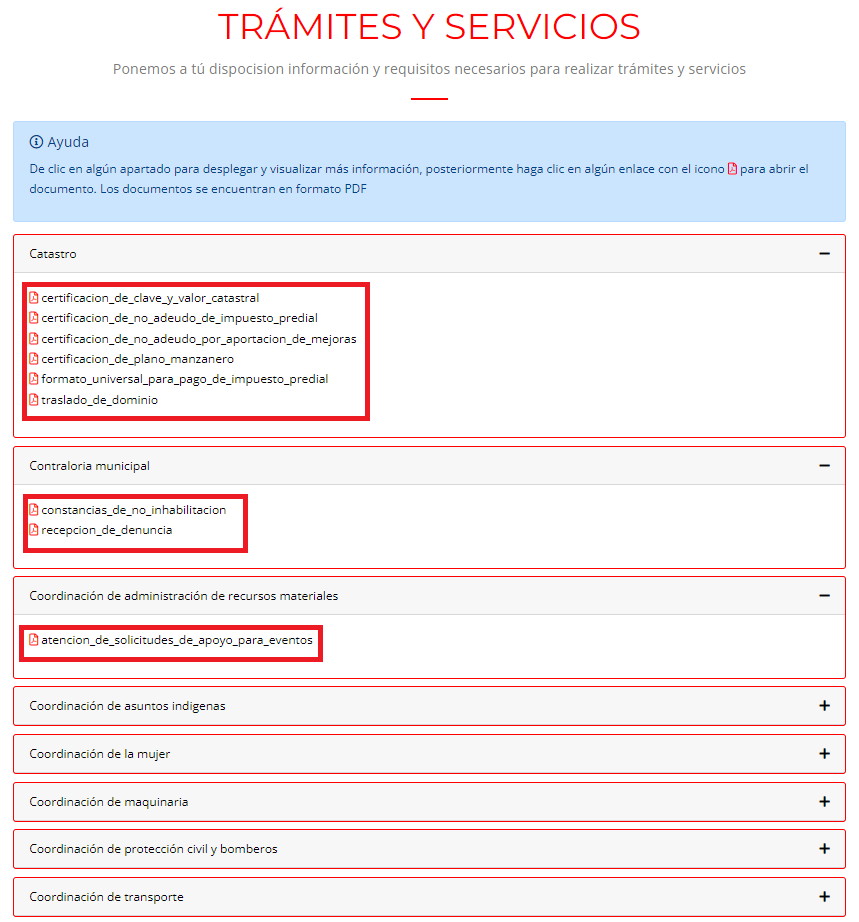 TRÁMITES Y SERVICIOS
Ponemos a tú dispocision información y requisitos necesarios para realizar trámites y servicios
Ayuda
De clic en algún apartado para desplegar y visualizar más información, posteriormente haga clic en algún enlace con el icono para abrir el
documento. Los documentos se encuentran en formato PDF
Catastro
certificacion_de_clave_y_valor_catastral
certificacion_de_no_adeudo_de_impuesto_predial
certificacion_de_no_adeudo_por_aportacion_de_mejoras
certificacion_de_plano_manzanero
formato_universal_para_pago_de_impuesto_predial
traslado_de_dominio
Contraloria municipal
constancias_de_no_inhabilitacion
recepcion_de_denuncia
Coordinación de administración de recursos materiales
atencion_de_solicitudes_de_apoyo_para_eventos
Coordinación de asuntos indigenas
Coordinación de la mujer
Coordinación de maquinaria
Coordinación de protección civil y bomberos
Coordinación de transporte